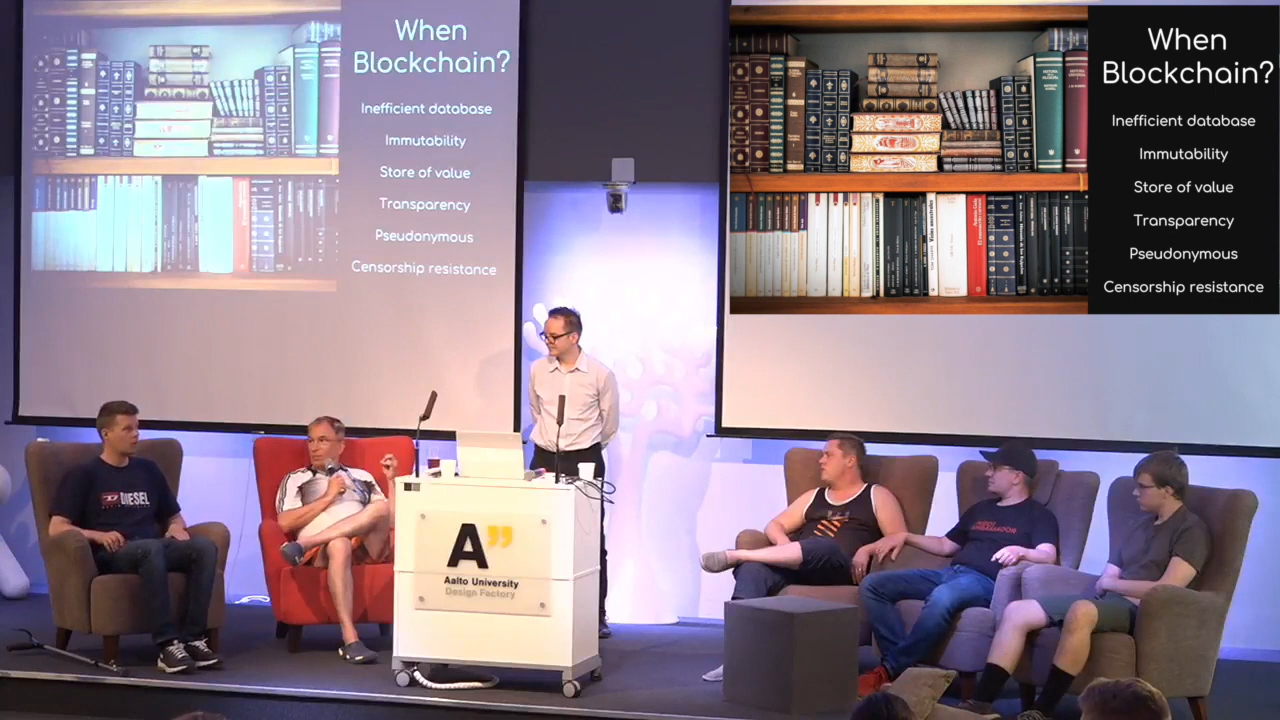 When
Blockchain?
Inefficient database
Immutability
Store of value
Transparency
Pseudonymous
Censorship resistance
When
Blockchain?
Inefficient database
Immutability
Store of value
Transparency
Pseudonymous
Censorship resistance
DIESEL
A”
Aalto University
Design Factory